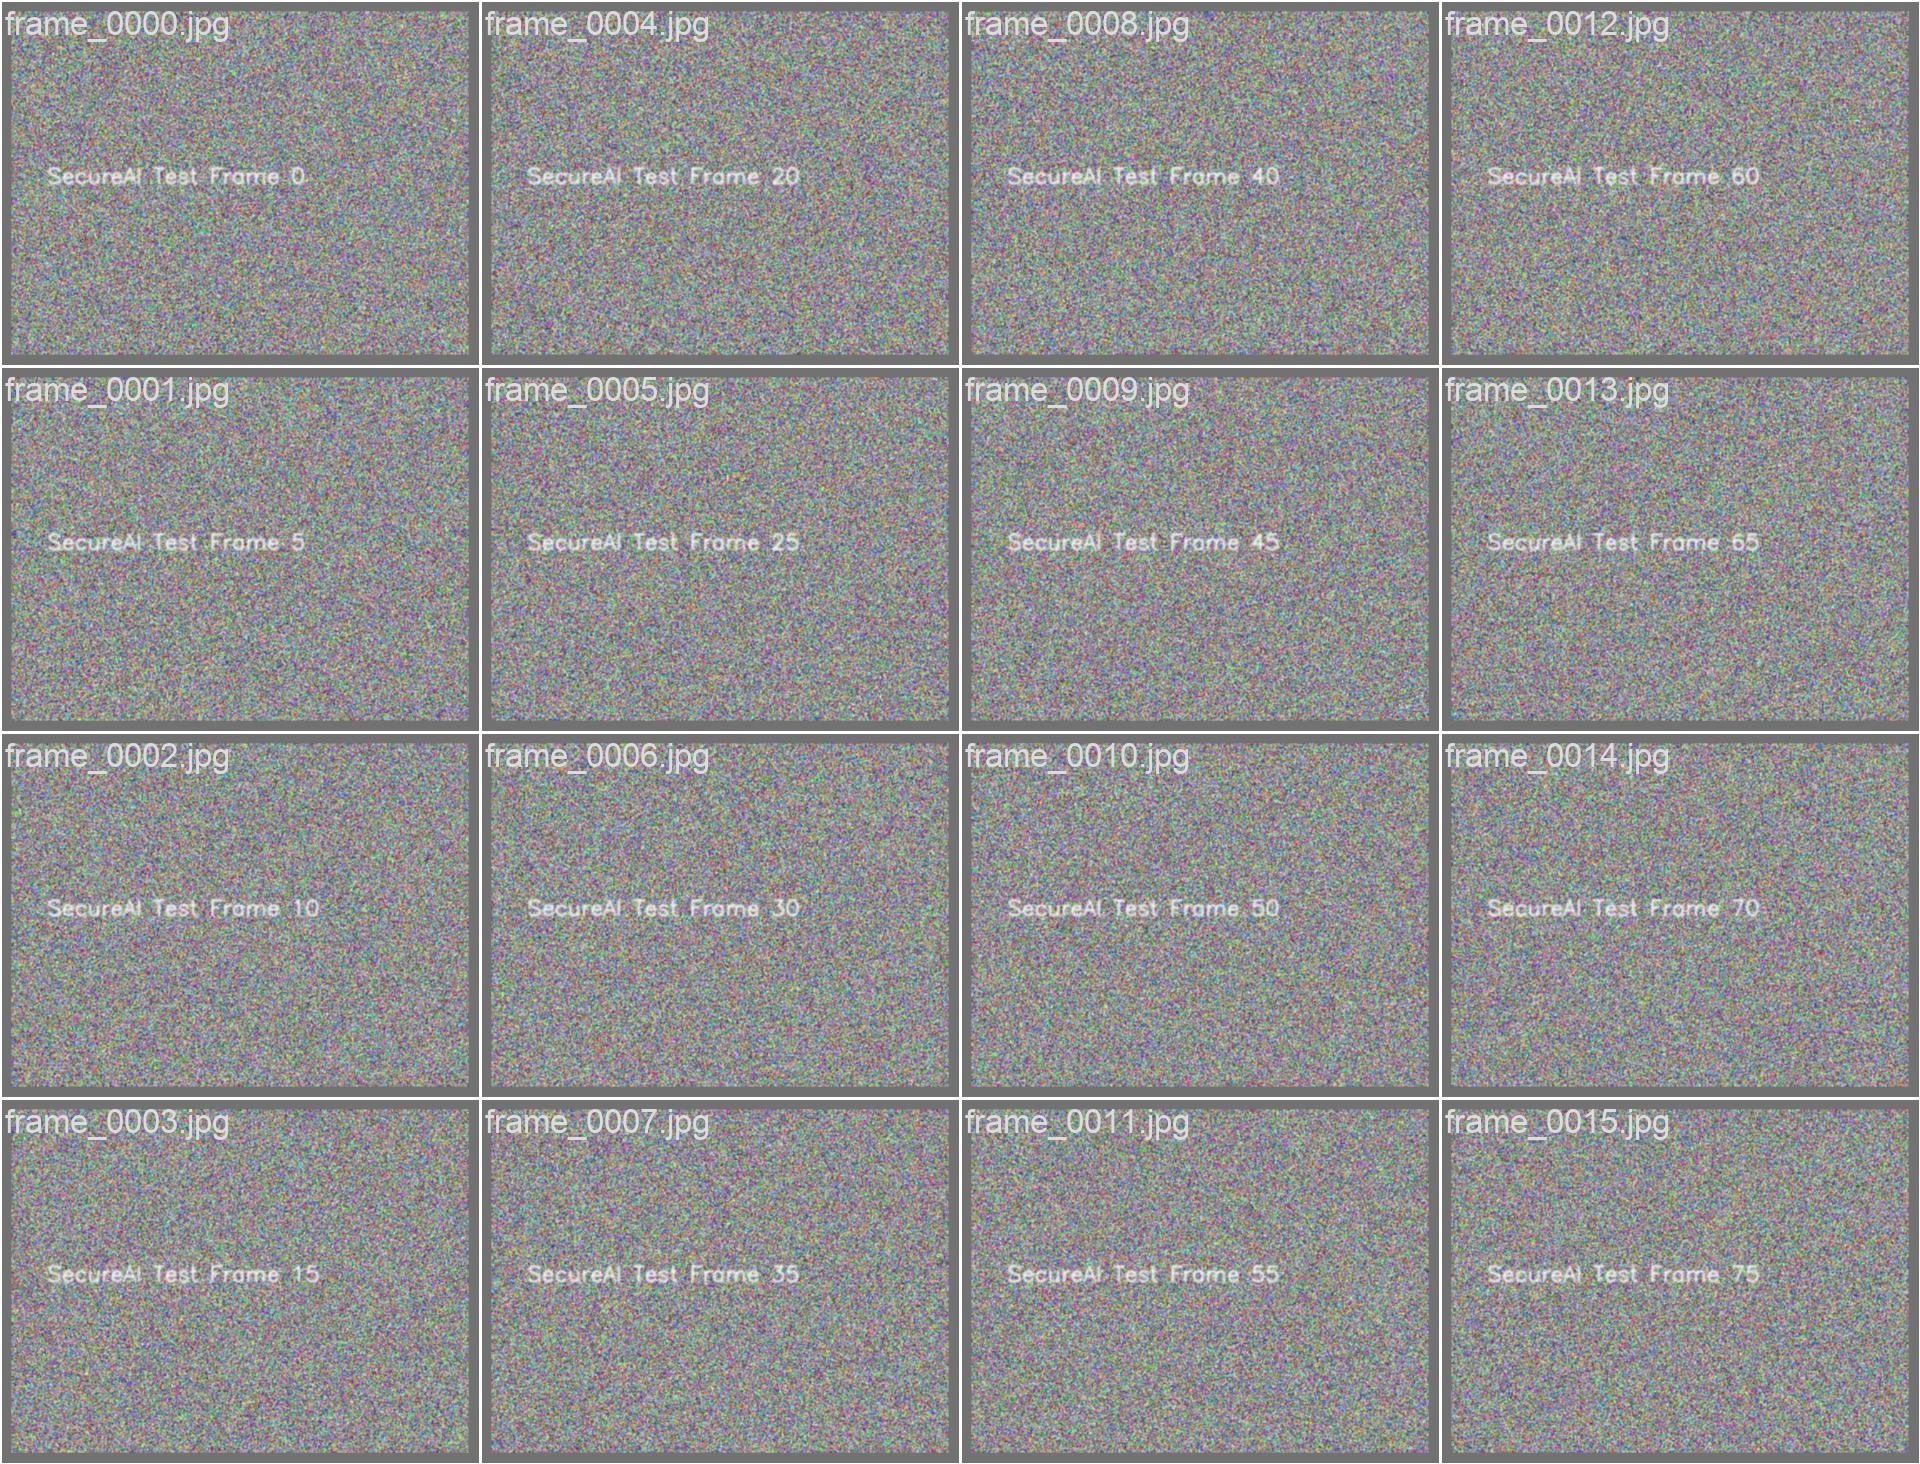 frame_0000.jpg
SecureAI Test Frame 0
frame_0004.jpg
SecureAI Test Frame 20
frame_0008.jpg
SecureAI Test Frame 40
frame_0012.jpg
SecureAI Test Frame 60
frame_0001.jpg
SecureAI Test Frame 5
frame_0005.jpg
SecureAI Test Frame 25
frame_0009.jpg
SecureAI Test Frame 45
frame_0013.jpg
SecureAI Test Frame 65
frame_0002.jpg
SecureAI Test Frame 10
frame_0006.jpg
SecureAI Test Frame 30
frame_0010.jpg
SecureAI Test Frame 50
frame_0014.jpg
SecureAI Test Frame 70
frame_0003.jpg
SecureAI Test Frame 15
frame_0007.jpg
SecureAI Test Frame 35
frame_0011.jpg
SecureAI Test Frame 55
frame_0015.jpg
SecureAI Test Frame 75